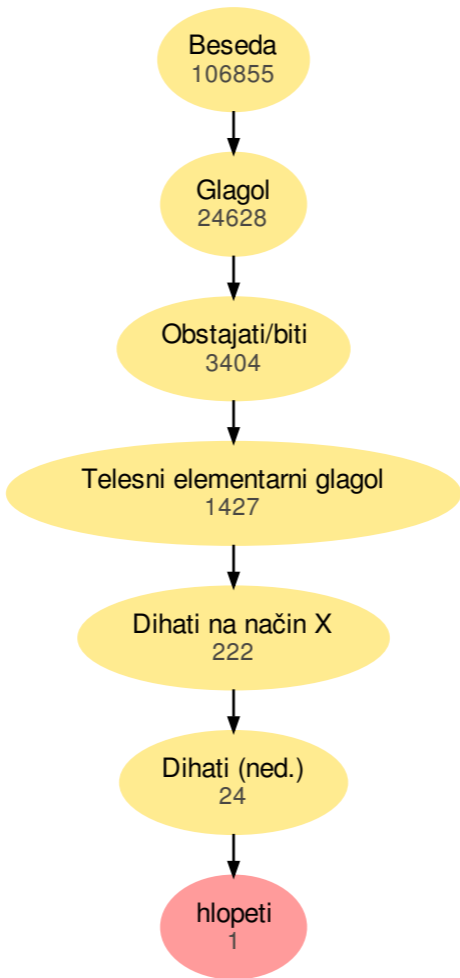 Beseda
106855
Glagol
24628
Obstajati/biti
3404
Telesni elementarni glagol
1427
Dihati na način X
222
Dihati (ned.)
24
hlopeti
1